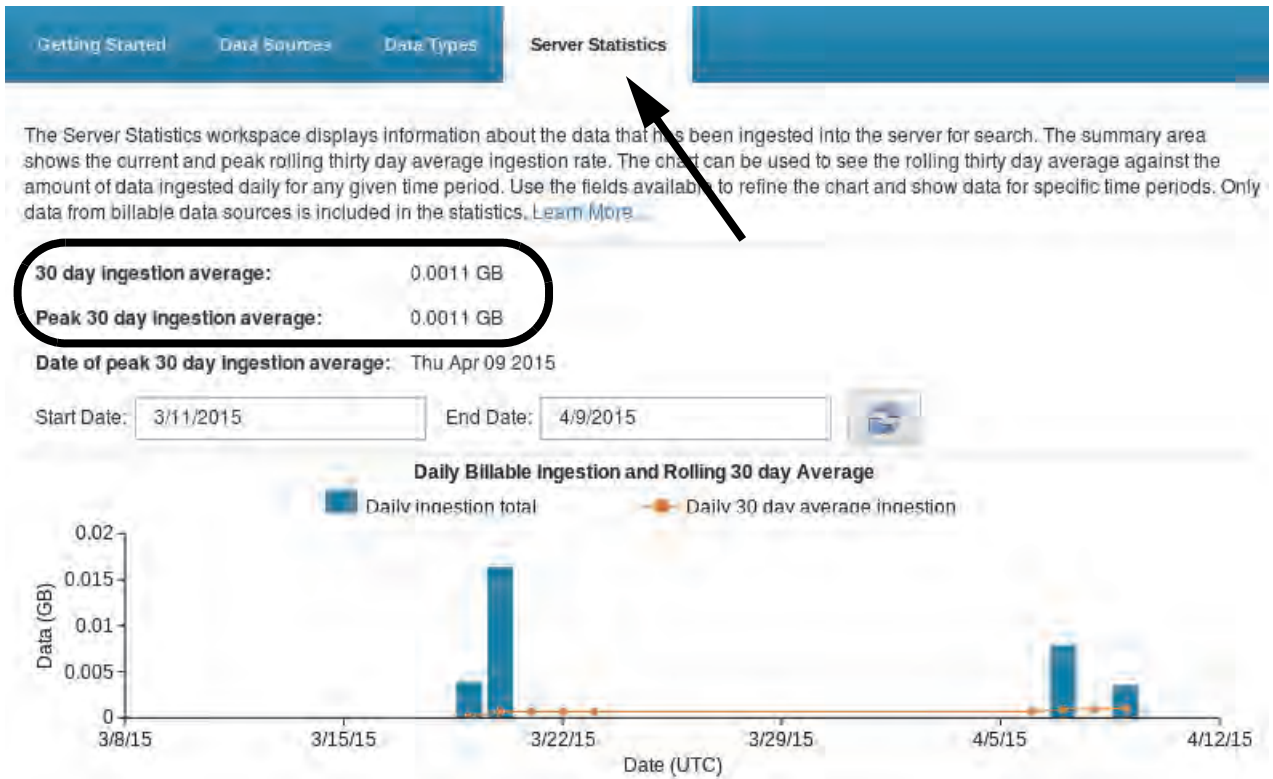 Getting Started Data Sources Data Types Server Statistics
The Server Statistics workspace displays information about the data that has been ingested into the server for search. The summary area
shows the current and peak rolling thirty day average ingestion rate. The chart can be used to see the rolling thirty day average against the
amount of data ingested daily for any given time period. Use the fields available to refine the chart and show data for specific time periods. Only
data from billable data sources is included in the statistics. Learn More...
30 day ingestion average: 0.0011 GB
Peak 30 day ingestion average: 0.0011 GB
Date of peak 30 day ingestion average: Thu Apr 09 2015
Start Date: 3/11/2015 End Date: 4/9/2015
Daily Billable Ingestion and Rolling 30 day Average
Daily ingestion total Daily 30 day average ingestion
0.02
0.015
0.01
0.005
0
Data (GB)
3/8/15 3/15/15 3/22/15 3/29/15 4/5/15 4/12/15
Date (UTC)